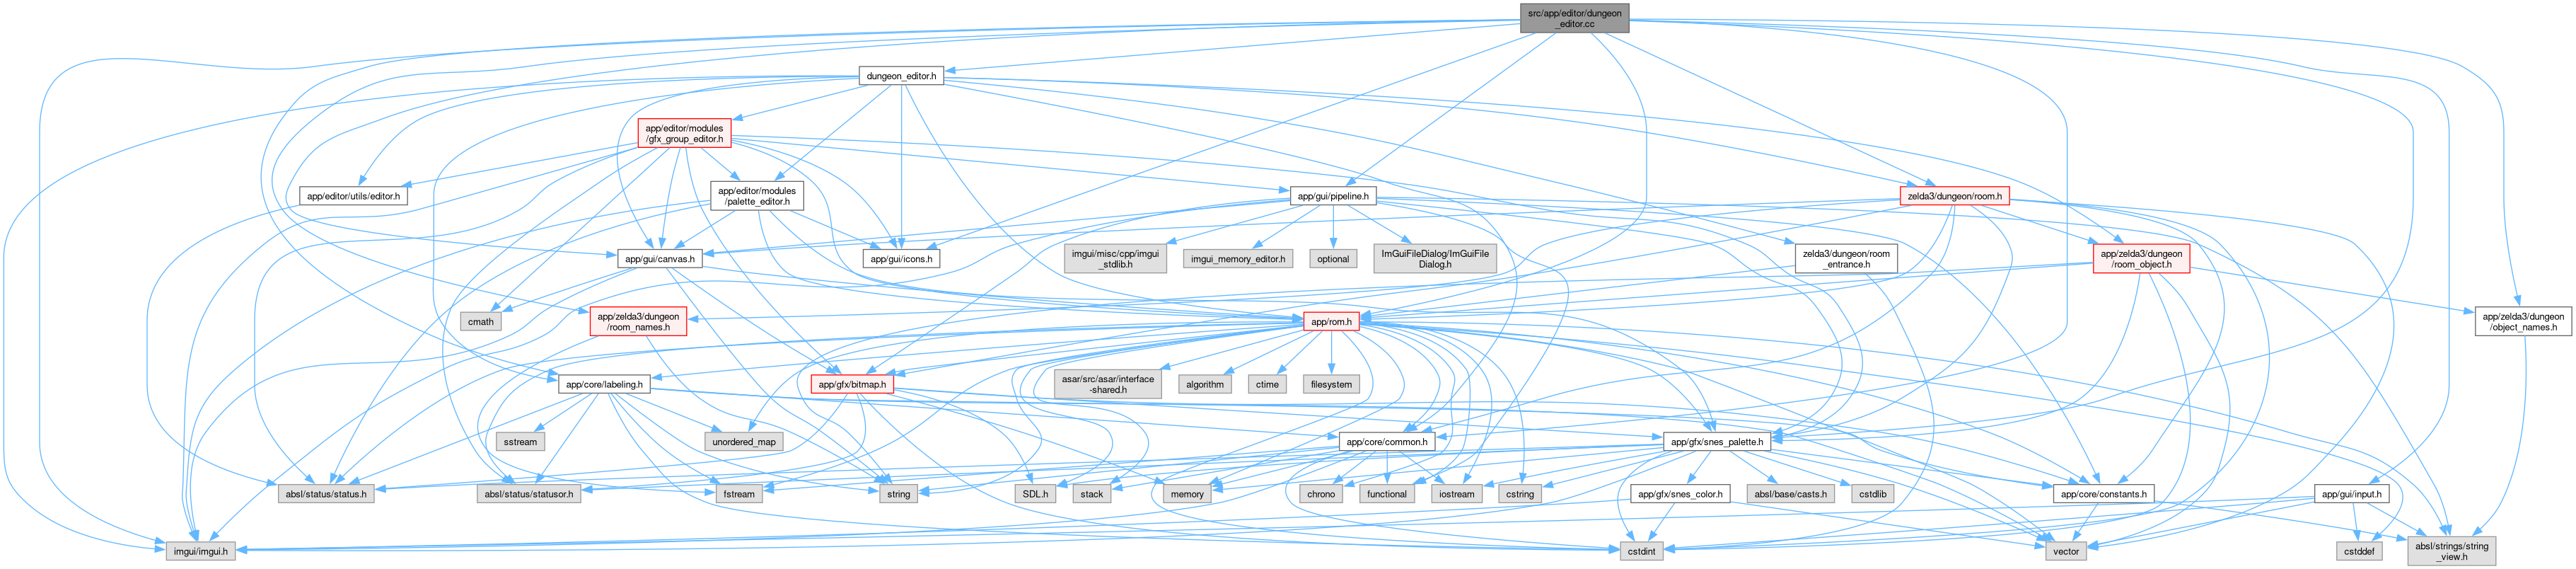 src/app/editor/dungeon
_editor.cc
dungeon_editor.h
app/editor/modules
/gfx_group_editor.h
app/editor/utils/editor.h
app/editor/modules
/palette_editor.h
app/gui/pipeline.h
zelda3/dungeon/room.h
app/gui/canvas.h
app/gui/icons.h
imgui/misc/cpp/imgui
_stdlib.h
imgui_memory_editor.h
optional
ImGuiFileDialog/ImGuiFile
Dialog.h
zelda3/dungeon/room
_entrance.h
app/zelda3/dungeon
/room_object.h
cmath
app/zelda3/dungeon
/room_names.h
app/rom.h
app/zelda3/dungeon
/object_names.h
app/core/labeling.h
app/gfx/bitmap.h
asar/src/asar/interface
-shared.h
algorithm
ctime
filesystem
sstream
unordered_map
app/core/common.h
app/gfx/snes_palette.h
absl/status/status.h
absl/status/statusor.h
fstream
string
SDL.h
stack
memory
chrono
functional
iostream
cstring
app/gfx/snes_color.h
absl/base/casts.h
cstdlib
app/core/constants.h
app/gui/input.h
imgui/imgui.h
cstdint
vector
cstddef
absl/strings/string
_view.h